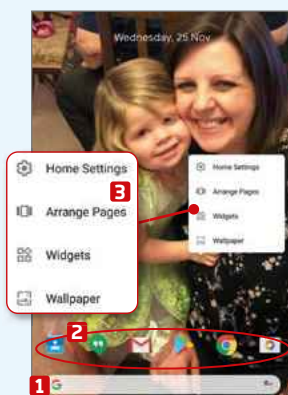 Wednesday, 25 Nov
Home Settings
Arrange Pages
Widgets
Wallpaper
3
Home Settings
Arrange Pages
Widgets
Wallpaper
2
1
G